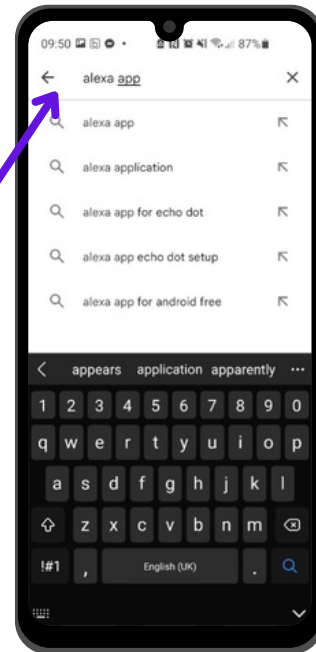 09:50 87%
alexa app
alexa app
alexa application
alexa app for echo dot
alexa app echo dot setup
alexa app for android free
appears application apparently
1 2 3 4 5 6 7 8 9 0
q w e r t y u i o p
a s d f g h j k l
z x c v b n m
!#1 , English (UK) .